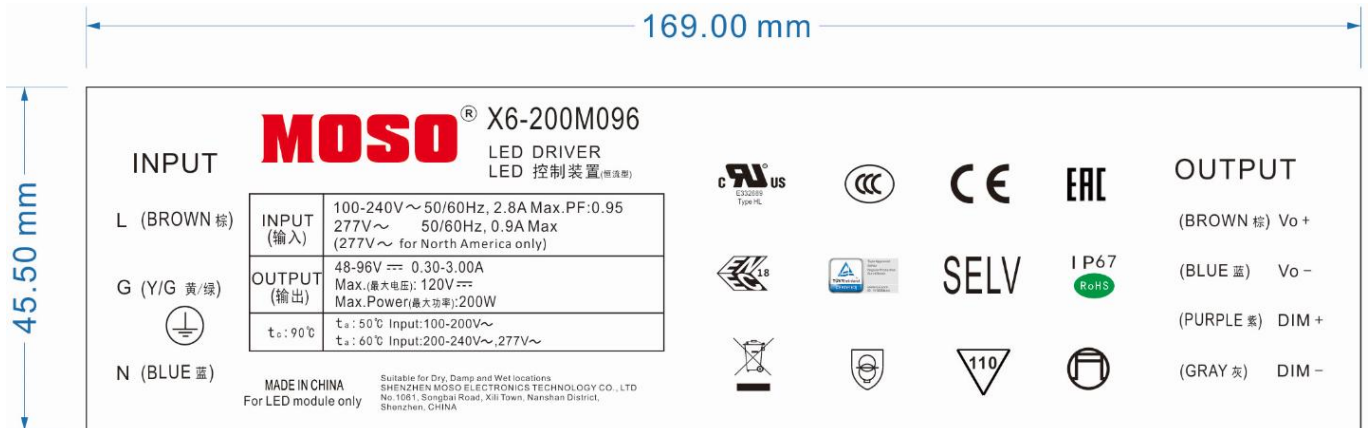 169.00 mm
45.50 mm
INPUT
L (BROWN 棕)
G (Y/G 黄/绿)
N (BLUE 蓝)
MOSO® X6-200M096
LED DRIVER
LED 控制装置(恒流型)
INPUT
(输入)
100-240V～ 50/60Hz, 2.8A Max.PF:0.95
277V～ 50/60Hz, 0.9A Max
(277V～ for North America only)
OUTPUT
(输出)
48-96V ⎓ 0.30-3.00A
Max.(最大电压): 120V⎓
Max.Power(最大功率):200W
tc: 90℃
ta: 50℃ Input:100-200V～
ta: 60℃ Input:200-240V～,277V～
MADE IN CHINA
For LED module only
Suitable for Dry, Damp and Wet locations
SHENZHEN MOSO ELECTRONICS TECHNOLOGY CO., LTD
No.1061, Songbai Road, Xili Town, Nanshan District,
Shenzhen, CHINA
C RU US
E332689
Type HL
CCC
CE
EAC
ENEC 18
SELV
IP67
RoHS
110
OUTPUT
(BROWN 棕) Vo +
(BLUE 蓝) Vo -
(PURPLE 紫) DIM +
(GRAY 灰) DIM -